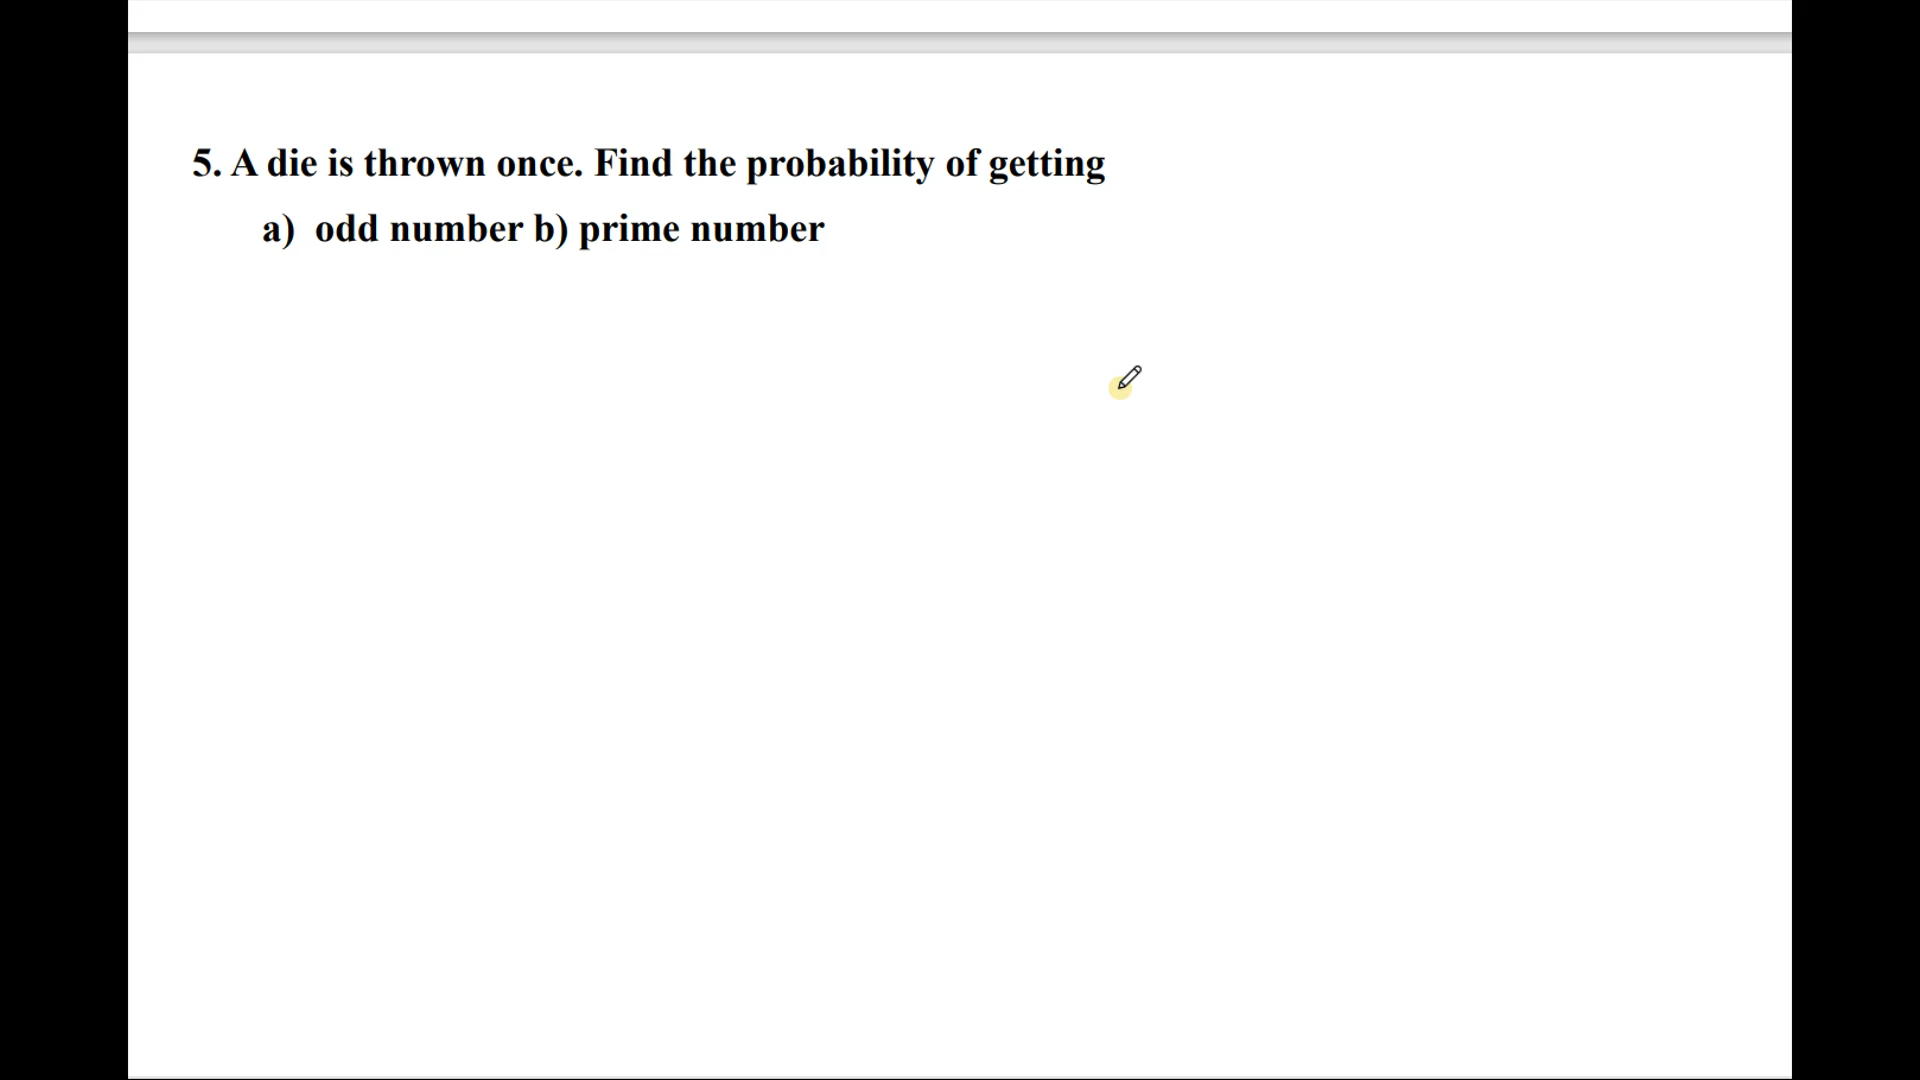 5. A die is thrown once. Find the probability of getting
a) odd number b) prime number